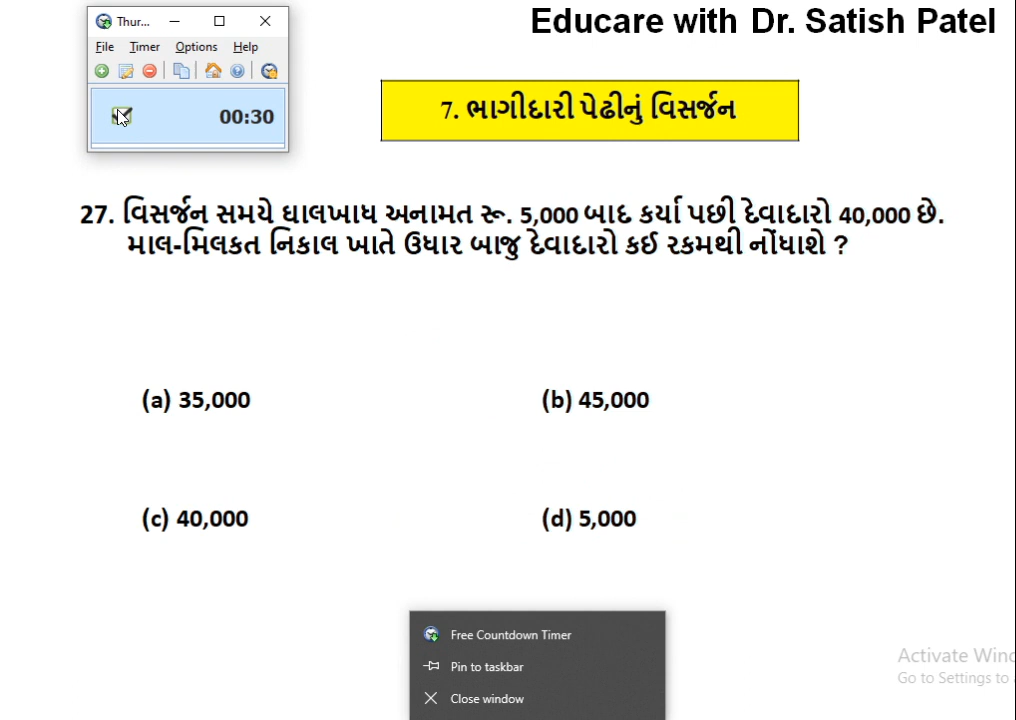 Educare with Dr. Satish Patel
Thur...
File Timer Options Help
00:30
7. ભાગીદારી પેઢીનું વિસર્જન
27. વિસર્જન સમયે ઘાલખાધ અનામત રૂ. 5,000 બાદ કર્યા પછી દેવાદારો 40,000 છે.
માલ-મિલકત નિકાલ ખાતે ઉધાર બાજુ દેવાદારો કઈ રકમથી નોંધાશે ?
(a) 35,000 (b) 45,000
(c) 40,000 (d) 5,000
Free Countdown Timer
Pin to taskbar
Close window
Activate Win
Go to Settings to